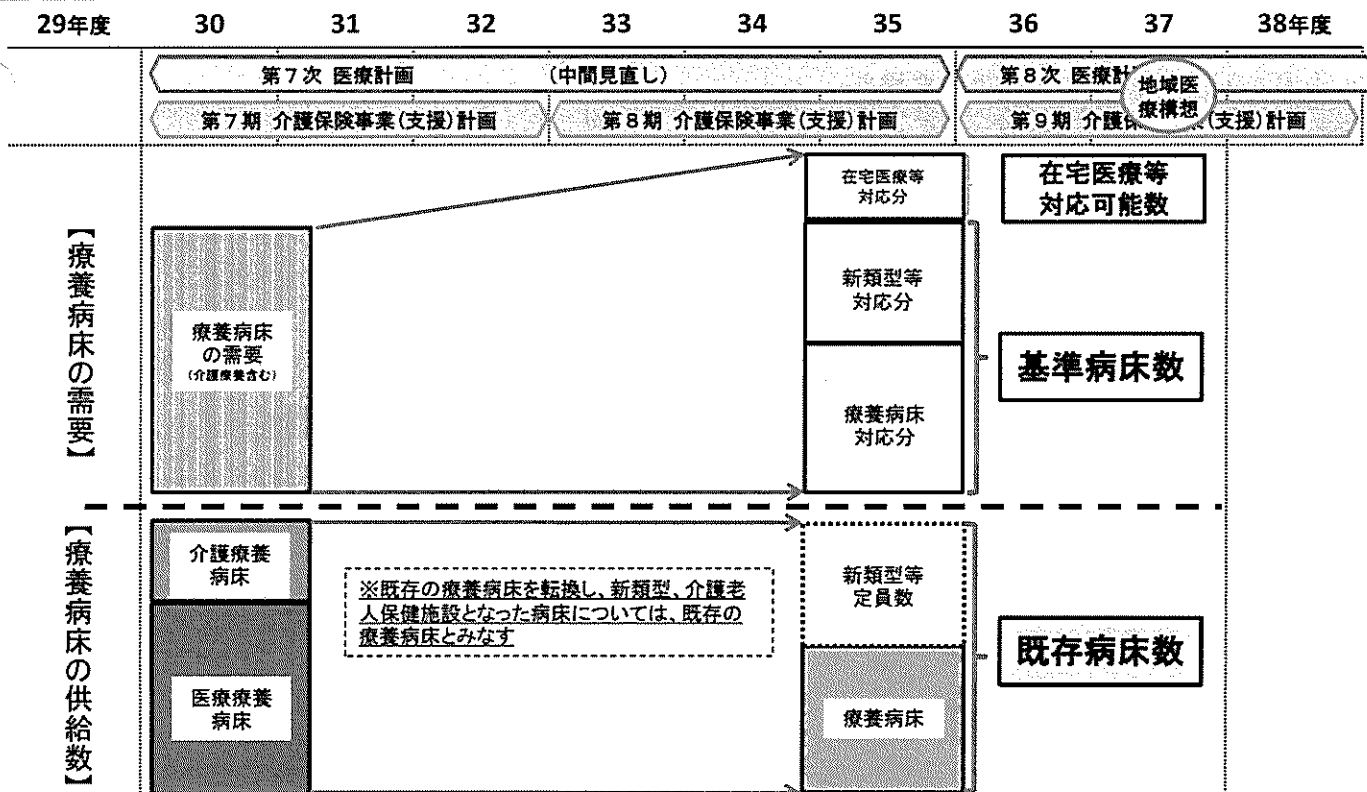 29年度 30 31 32 33 34 35 36 37 38年度
第7次 医療計画 (中間見直し)
第8次 医療計
地域医
療構想
第7期 介護保険事業(支援)計画
第8期 介護保険事業(支援)計画
第9期 介護保 (支援)計画
【療養病床の需要】
療養病床
の需要
(介護療養含む)
在宅医療等
対応分
新類型等
対応分
療養病床
対応分
在宅医療等
対応可能数
基準病床数
【療養病床の供給数】
介護療養
病床
医療療養
病床
※既存の療養病床を転換し、新類型、介護老
人保健施設となった病床については、既存の
療養病床とみなす
新類型等
定員数
療養病床
既存病床数